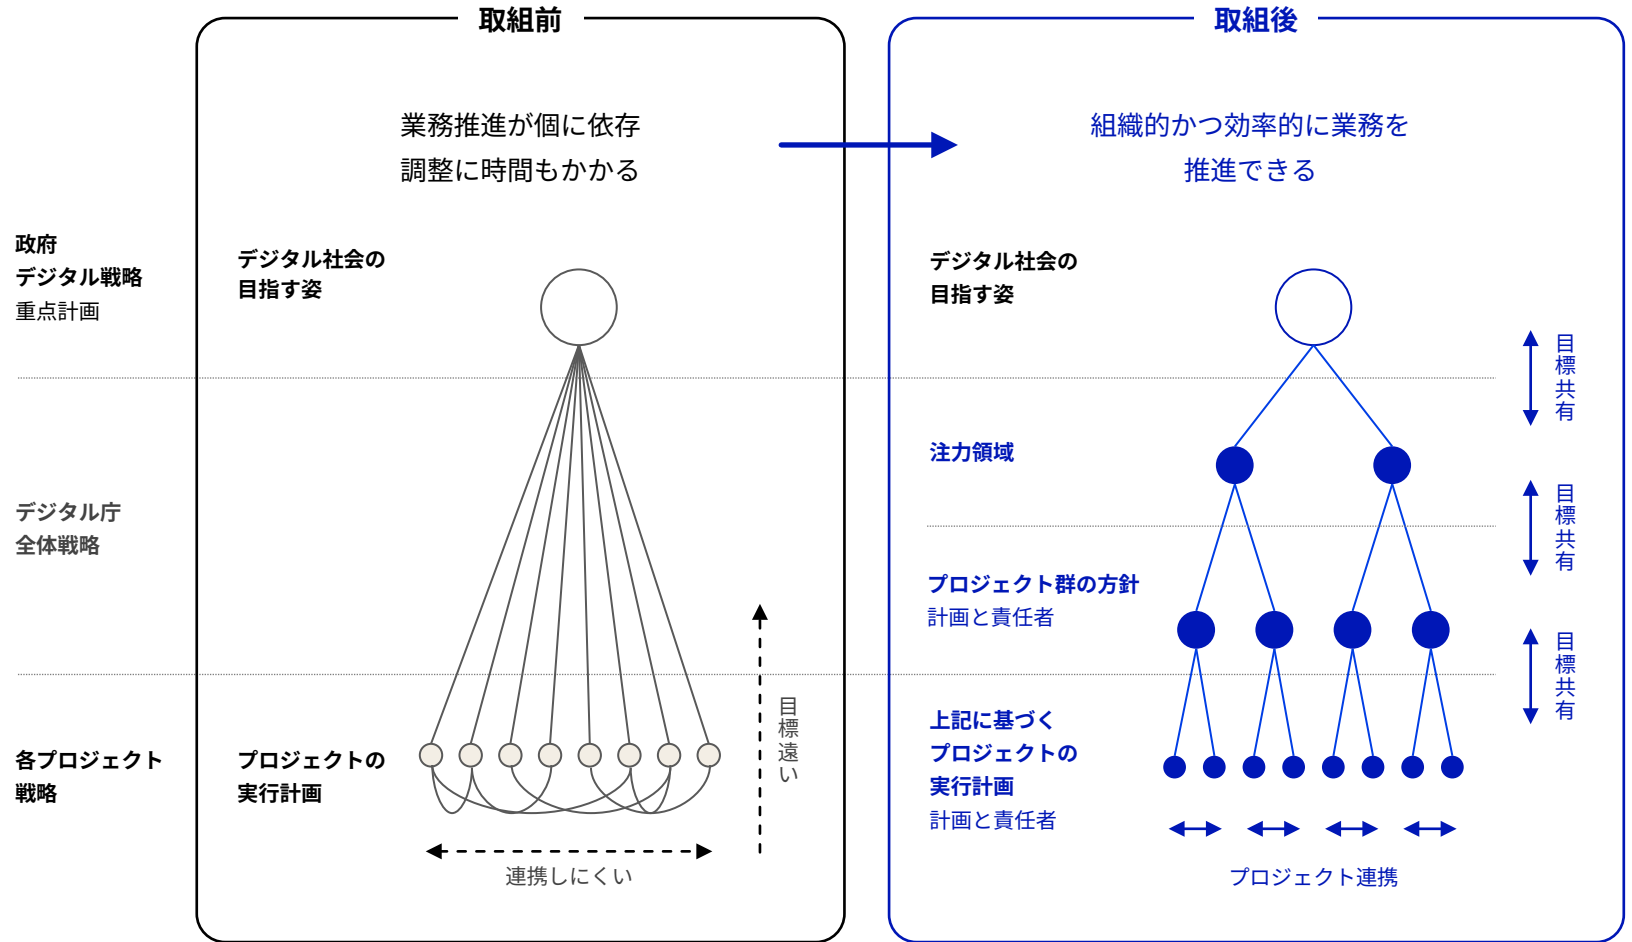 取組前
取組後
業務推進が個に依存
調整に時間もかかる
組織的かつ効率的に業務を
推進できる
政府
デジタル戦略
重点計画
デジタル社会の
目指す姿
デジタル社会の
目指す姿
目標共有
注力領域
デジタル庁
全体戦略
目標共有
プロジェクト群の方針
計画と責任者
目標共有
各プロジェクト
戦略
プロジェクトの
実行計画
目標遠い
連携しにくい
上記に基づく
プロジェクトの
実行計画
計画と責任者
プロジェクト連携